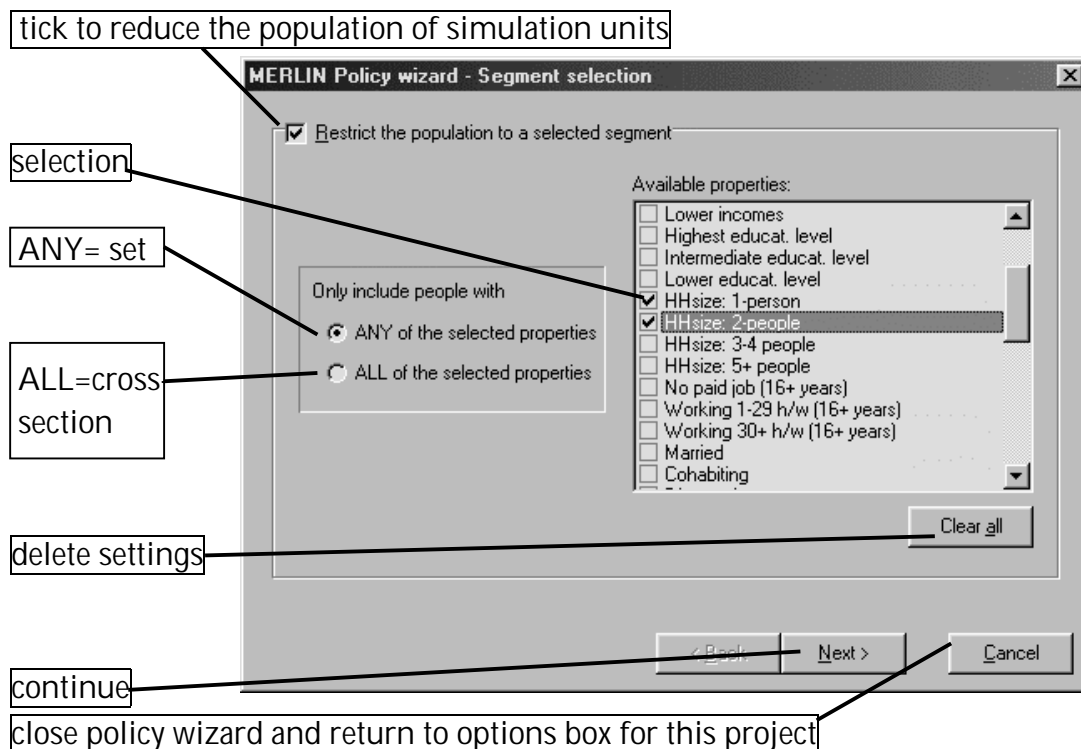 tick to reduce the population of simulation units
MERLIN Policy wizard - Segment selection
Restrict the population to a selected segment
selection
Available properties:
Lower incomes
Highest educat. level
Intermediate educat. level
Lower educat. level
HHsize: 1-person
HHsize: 2-people
HHsize: 3-4 people
HHsize: 5+ people
No paid job (16+ years)
Working 1-29 h/w (16+ years)
Working 30+ h/w (16+ years)
Married
Cohabiting
ANY= set
Only include people with
ANY of the selected properties
ALL of the selected properties
ALL=cross
section
Clear all
delete settings
< Back
Next >
Cancel
continue
close policy wizard and return to options box for this project